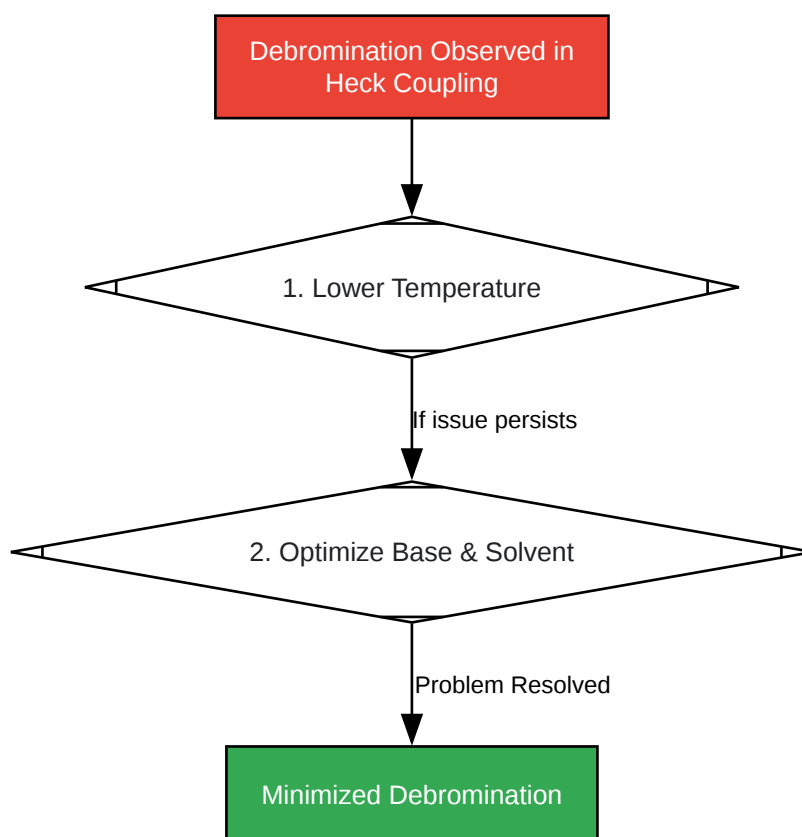 Debromination Observed in
Heck Coupling
1. Lower Temperature
If issue persists
2. Optimize Base & Solvent
Problem Resolved
Minimized Debromination